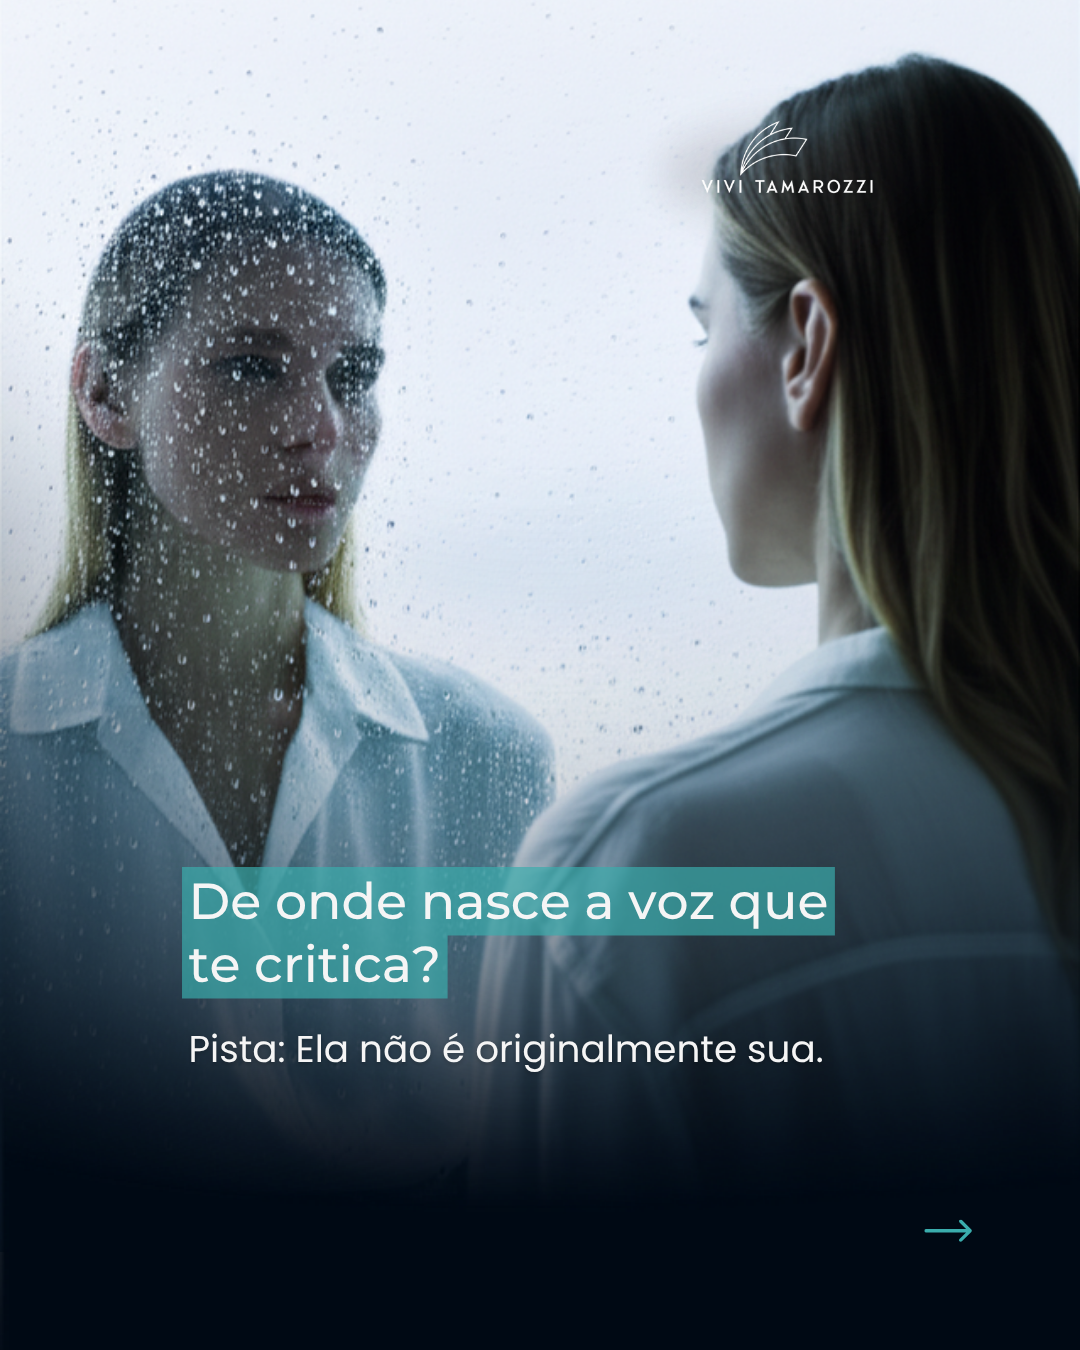 VIVI TAMAROZZI
De onde nasce a voz que
te critica?
Pista: Ela não é originalmente sua.